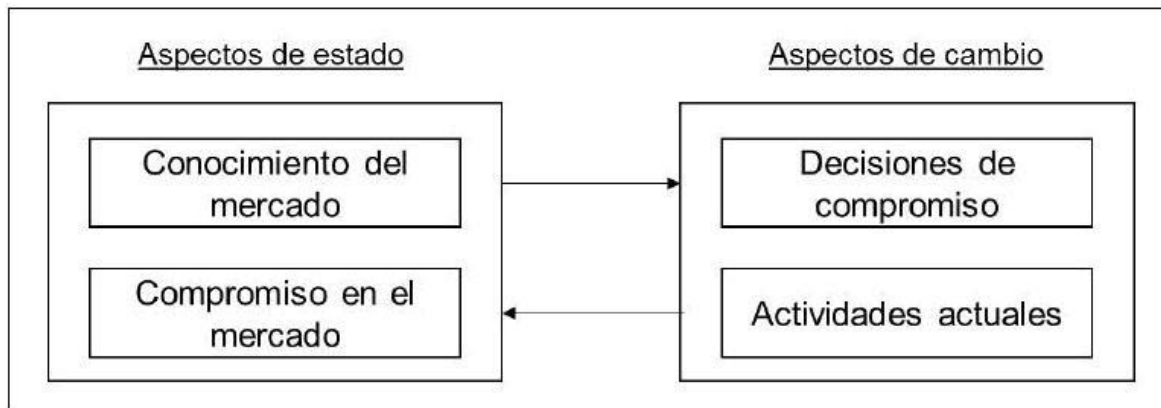 Aspectos de estado
Aspectos de cambio
Conocimiento del
mercado
Decisiones de
compromiso
Compromiso en el
mercado
Actividades actuales